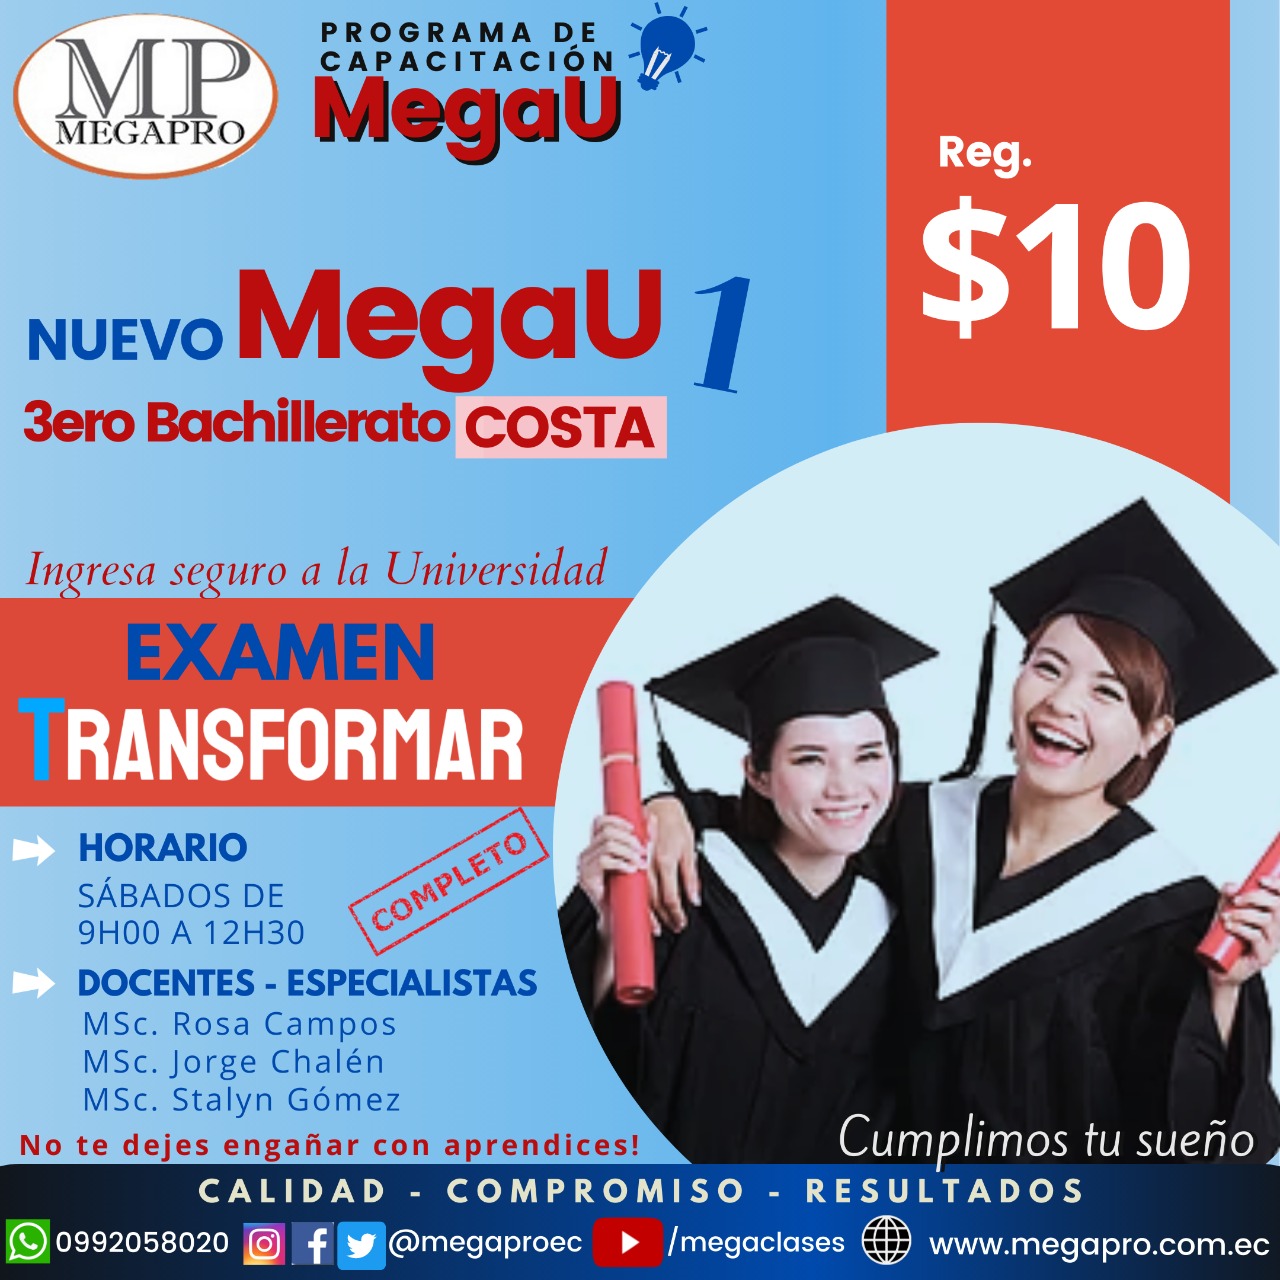 MP
MEGAPRO
PROGRAMA DE
CAPACITACIÓN
MegaU
Reg.
$10
NUEVO MegaU 1
3ero Bachillerato COSTA
Ingresa seguro a la Universidad
EXAMEN
TRANSFORMAR
HORARIO
SÁBADOS DE
9H00 A 12H30
COMPLETO
DOCENTES - ESPECIALISTAS
MSc. Rosa Campos
MSc. Jorge Chalén
MSc. Stalyn Gómez
No te dejes engañar con aprendices!
Cumplimos tu sueño
CALIDAD - COMPROMISO - RESULTADOS
0992058020 @megaproec /megaclases www.megapro.com.ec